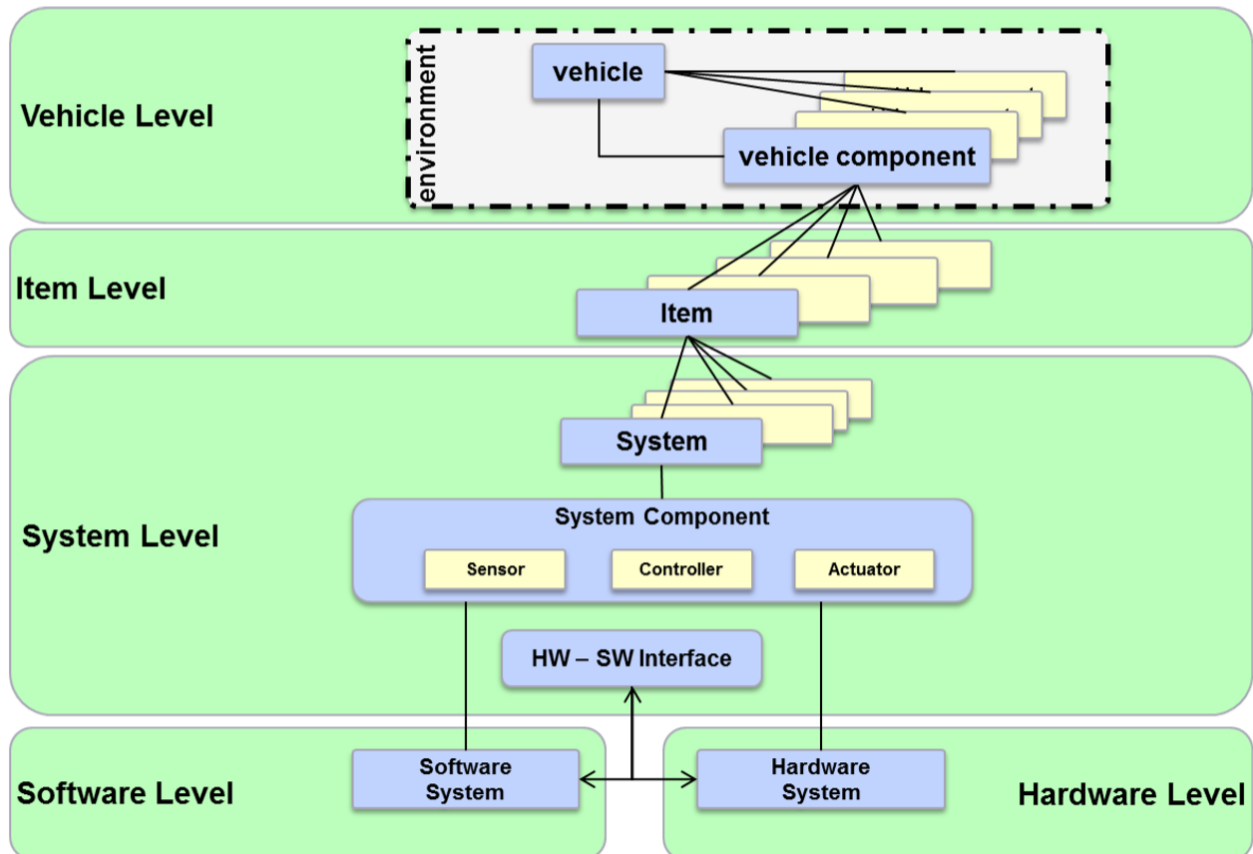 Vehicle Level
environment
vehicle
vehicle component
Item Level
Item
System Level
System
System Component
Sensor
Controller
Actuator
HW – SW Interface
Software Level
Software
System
Hardware
System
Hardware Level